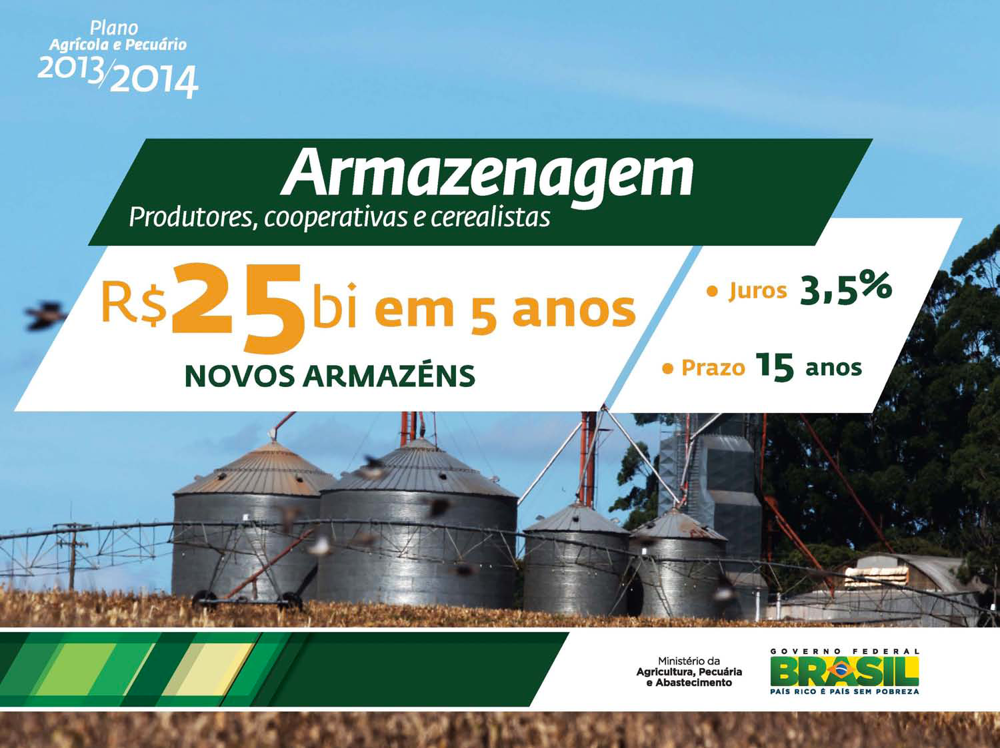 Plano
Agrícola e Pecuário
2013/2014
Armazenagem
Produtores, cooperativas e cerealistas
R$25bi em 5 anos
NOVOS ARMAZÉNS
• Juros 3,5%
• Prazo 15 anos
Ministério da
Agricultura, Pecuária
e Abastecimento
GOVERNO FEDERAL
BRASIL
PAÍS RICO É PAÍS SEM POBREZA